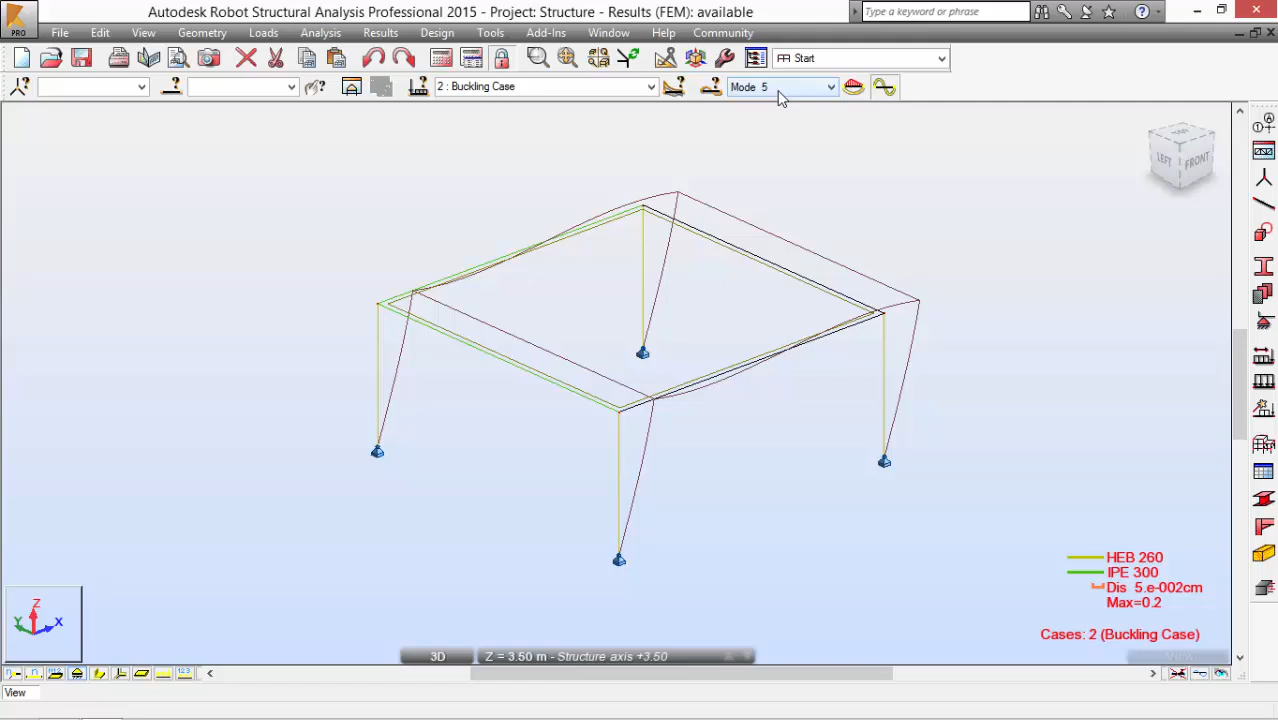 Autodesk Robot Structural Analysis Professional 2015 - Project: Structure - Results (FEM): available
Type a keyword or phrase
PRO
File Edit View Geometry Loads Analysis Results Design Tools Add-Ins Window Help Community
Start
2 : Buckling Case
Mode 5
TOP
LEFT
FRONT
HEB 260
IPE 300
Dis 5.e-002cm
Max=0.2
Cases: 2 (Buckling Case)
Z
Y
X
3D
Z = 3.50 m - Structure axis +3.50
View